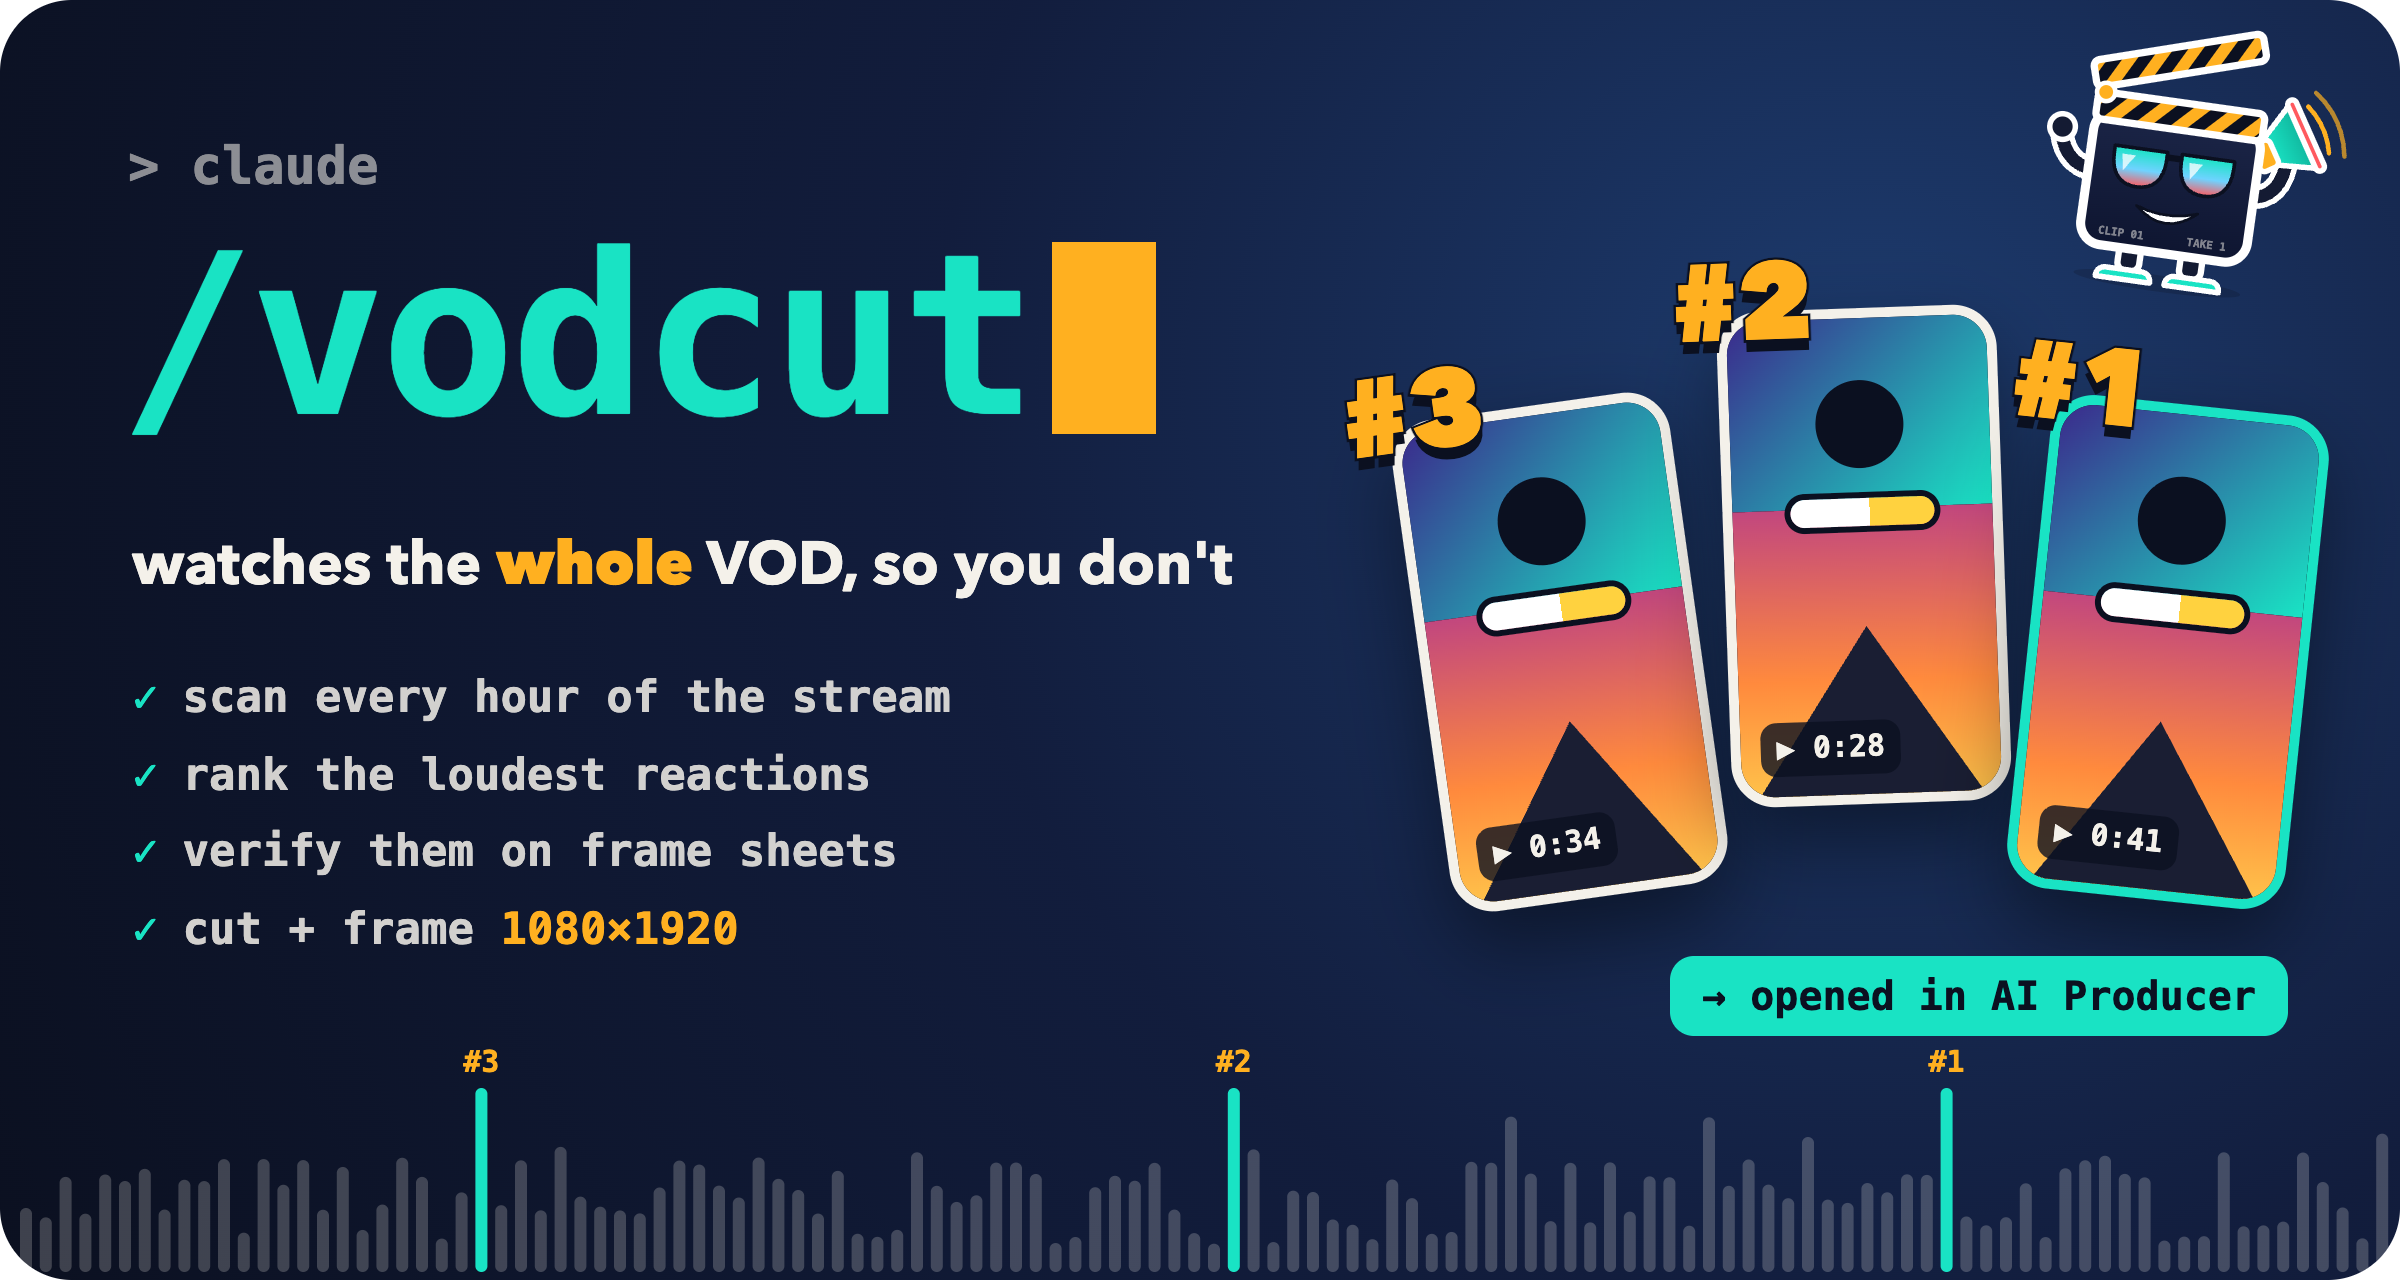 > claude
/vodcut
watches the whole VOD, so you don't
✓ scan every hour of the stream
✓ rank the loudest reactions
✓ verify them on frame sheets
✓ cut + frame 1080×1920
CLIP 01 TAKE 1
#3
#2
#1
▶ 0:34
▶ 0:28
▶ 0:41
→ opened in AI Producer
#3
#2
#1